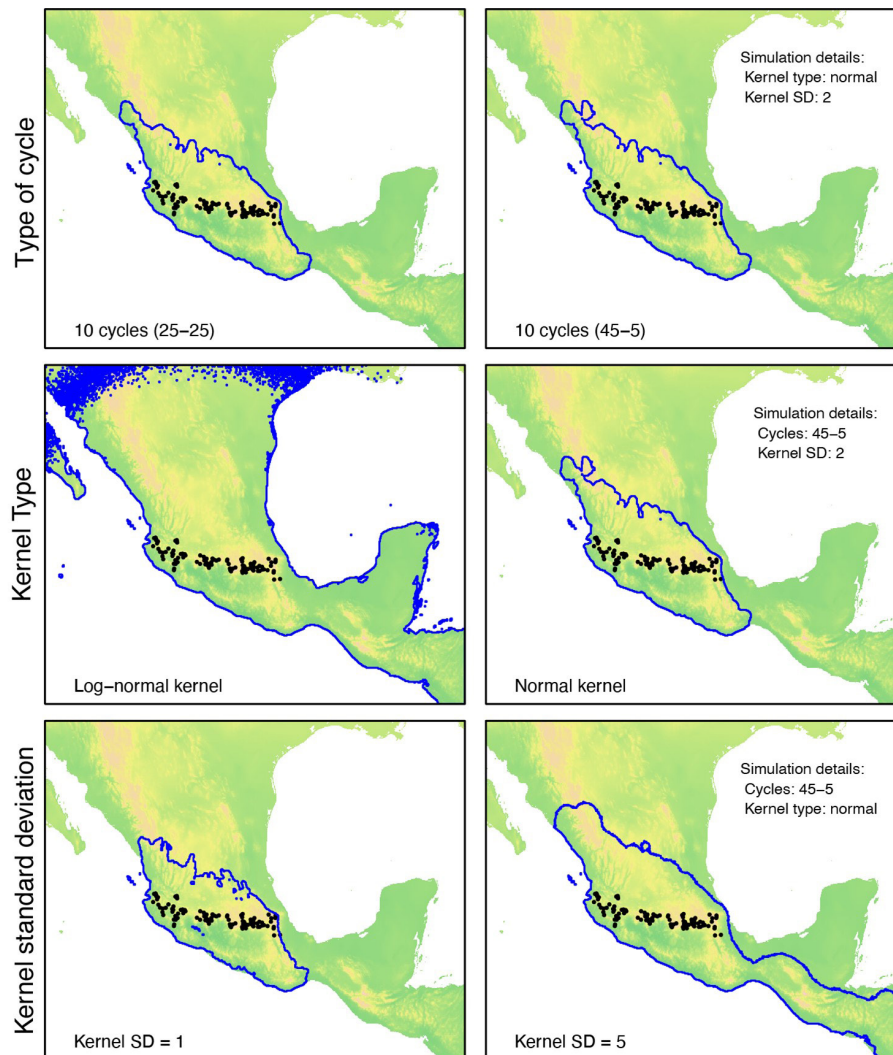 Type of cycle
10 cycles (25–25)
Simulation details:
Kernel type: normal
Kernel SD: 2
10 cycles (45–5)
Kernel Type
Log–normal kernel
Simulation details:
Cycles: 45–5
Kernel SD: 2
Normal kernel
Kernel standard deviation
Kernel SD = 1
Simulation details:
Cycles: 45–5
Kernel type: normal
Kernel SD = 5